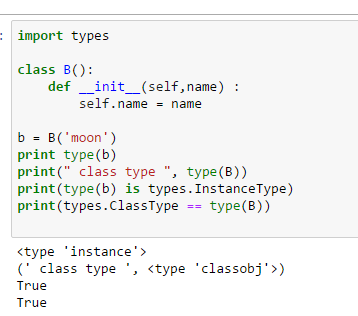 :
import types
class B():
    def __init__(self,name) :
        self.name = name
b = B('moon')
print type(b)
print(" class type ", type(B))
print(type(b) is types.InstanceType)
print(types.ClassType == type(B))
<type 'instance'>
(' class type ', <type 'classobj'>)
True
True